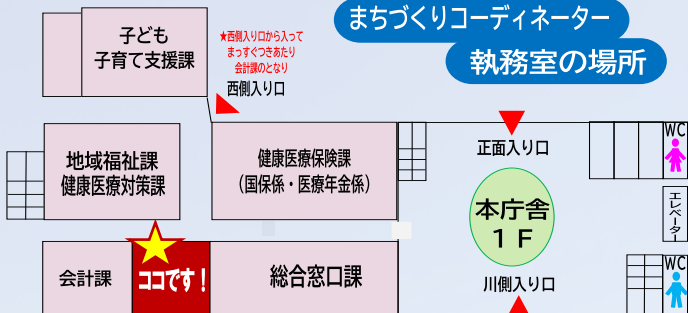 まちづくりコーディネーター
執務室の場所
子ども
子育て支援課
★西側入り口から入って
まっすぐつきあたり
会計課のとなり
西側入り口
地域福祉課
健康医療対策課
健康医療保険課
（国保係・医療年金係）
正面入り口
WC
本庁舎
１Ｆ
エレベーター
会計課
ココです！
総合窓口課
川側入り口
WC